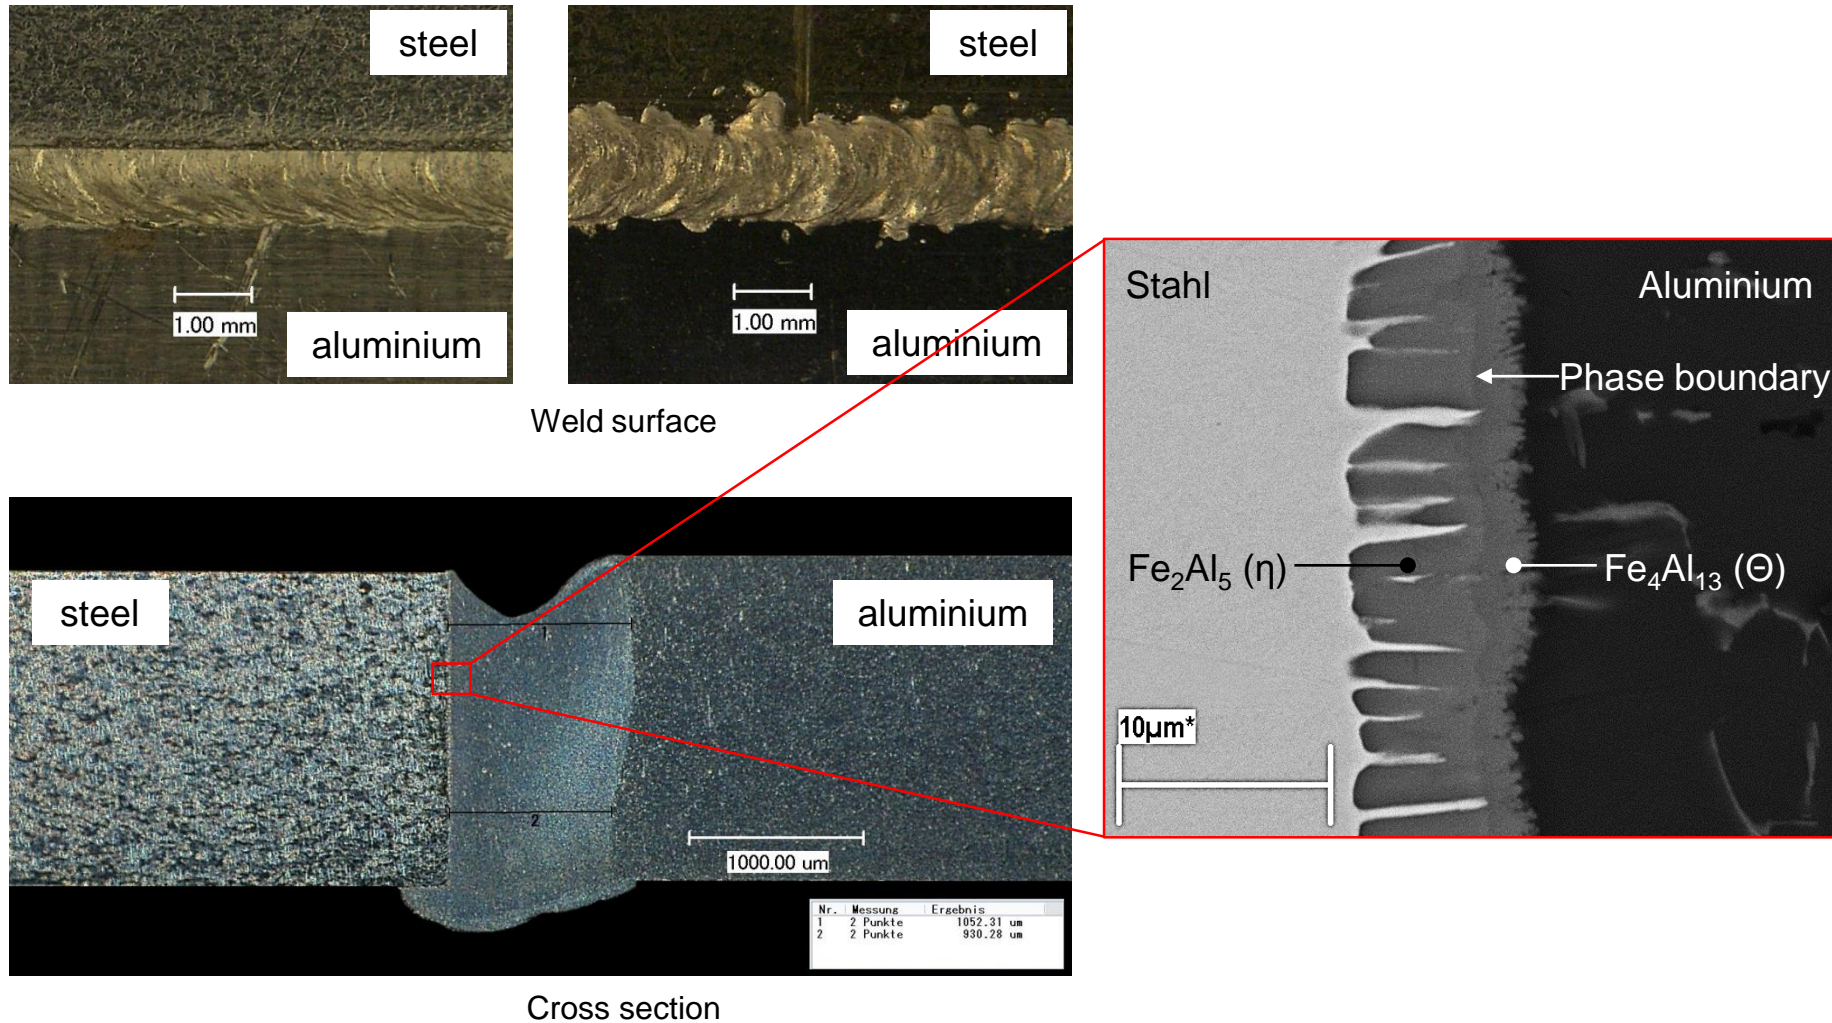 steel
steel
1.00 mm
aluminium
1.00 mm
aluminium
Weld surface
Stahl
Aluminium
Phase boundary
Fe₂Al₅ (η)
Fe₄Al₁₃ (Θ)
10µm*
steel
aluminium
1
2
1000.00 um
Nr. Messung Ergebnis
1 2 Punkte 1052.31 um
2 2 Punkte 930.28 um
Cross section